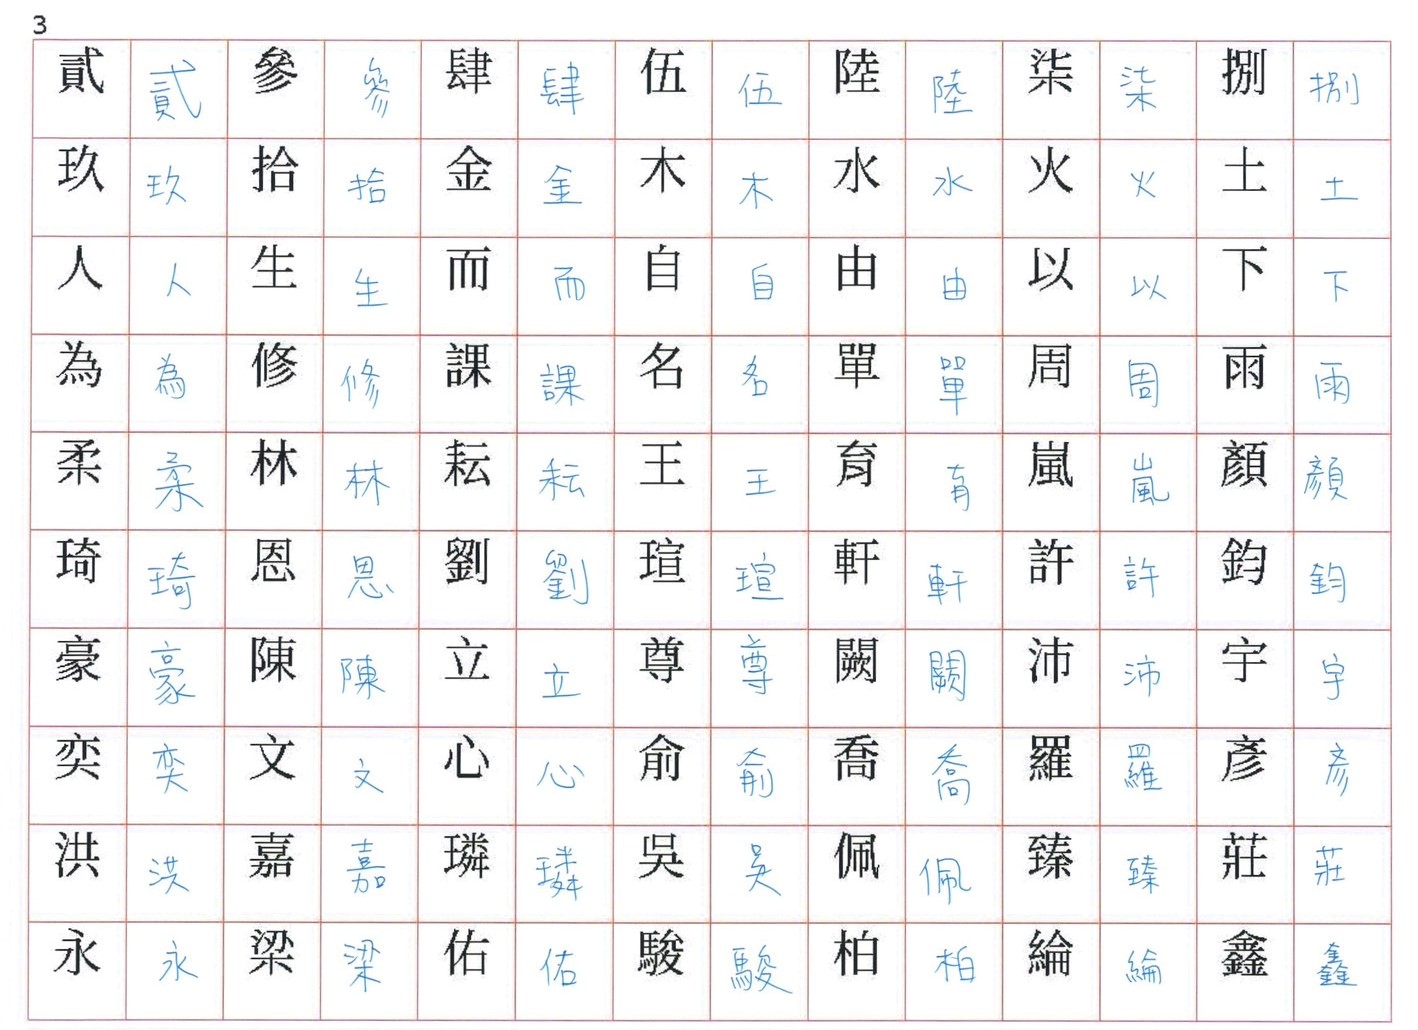 3
貳 貳 參 參 肆 肆 伍 伍 陸 陸 柒 柒 捌 捌
玖 玖 拾 拾 金 金 木 木 水 水 火 火 土 土
人 人 生 生 而 而 自 自 由 由 以 以 下 下
為 為 修 修 課 課 名 名 單 單 周 周 雨 雨
柔 柔 林 林 耘 耘 王 王 育 育 嵐 嵐 顏 顏
琦 琦 恩 恩 劉 劉 瑄 瑄 軒 軒 許 許 鈞 鈞
豪 豪 陳 陳 立 立 尊 尊 闕 闕 沛 沛 宇 宇
奕 奕 文 文 心 心 俞 俞 喬 喬 羅 羅 彥 彥
洪 洪 嘉 嘉 璘 璘 吳 吳 佩 佩 臻 臻 莊 莊
永 永 梁 梁 佑 佑 駿 駿 柏 柏 綸 綸 鑫 鑫